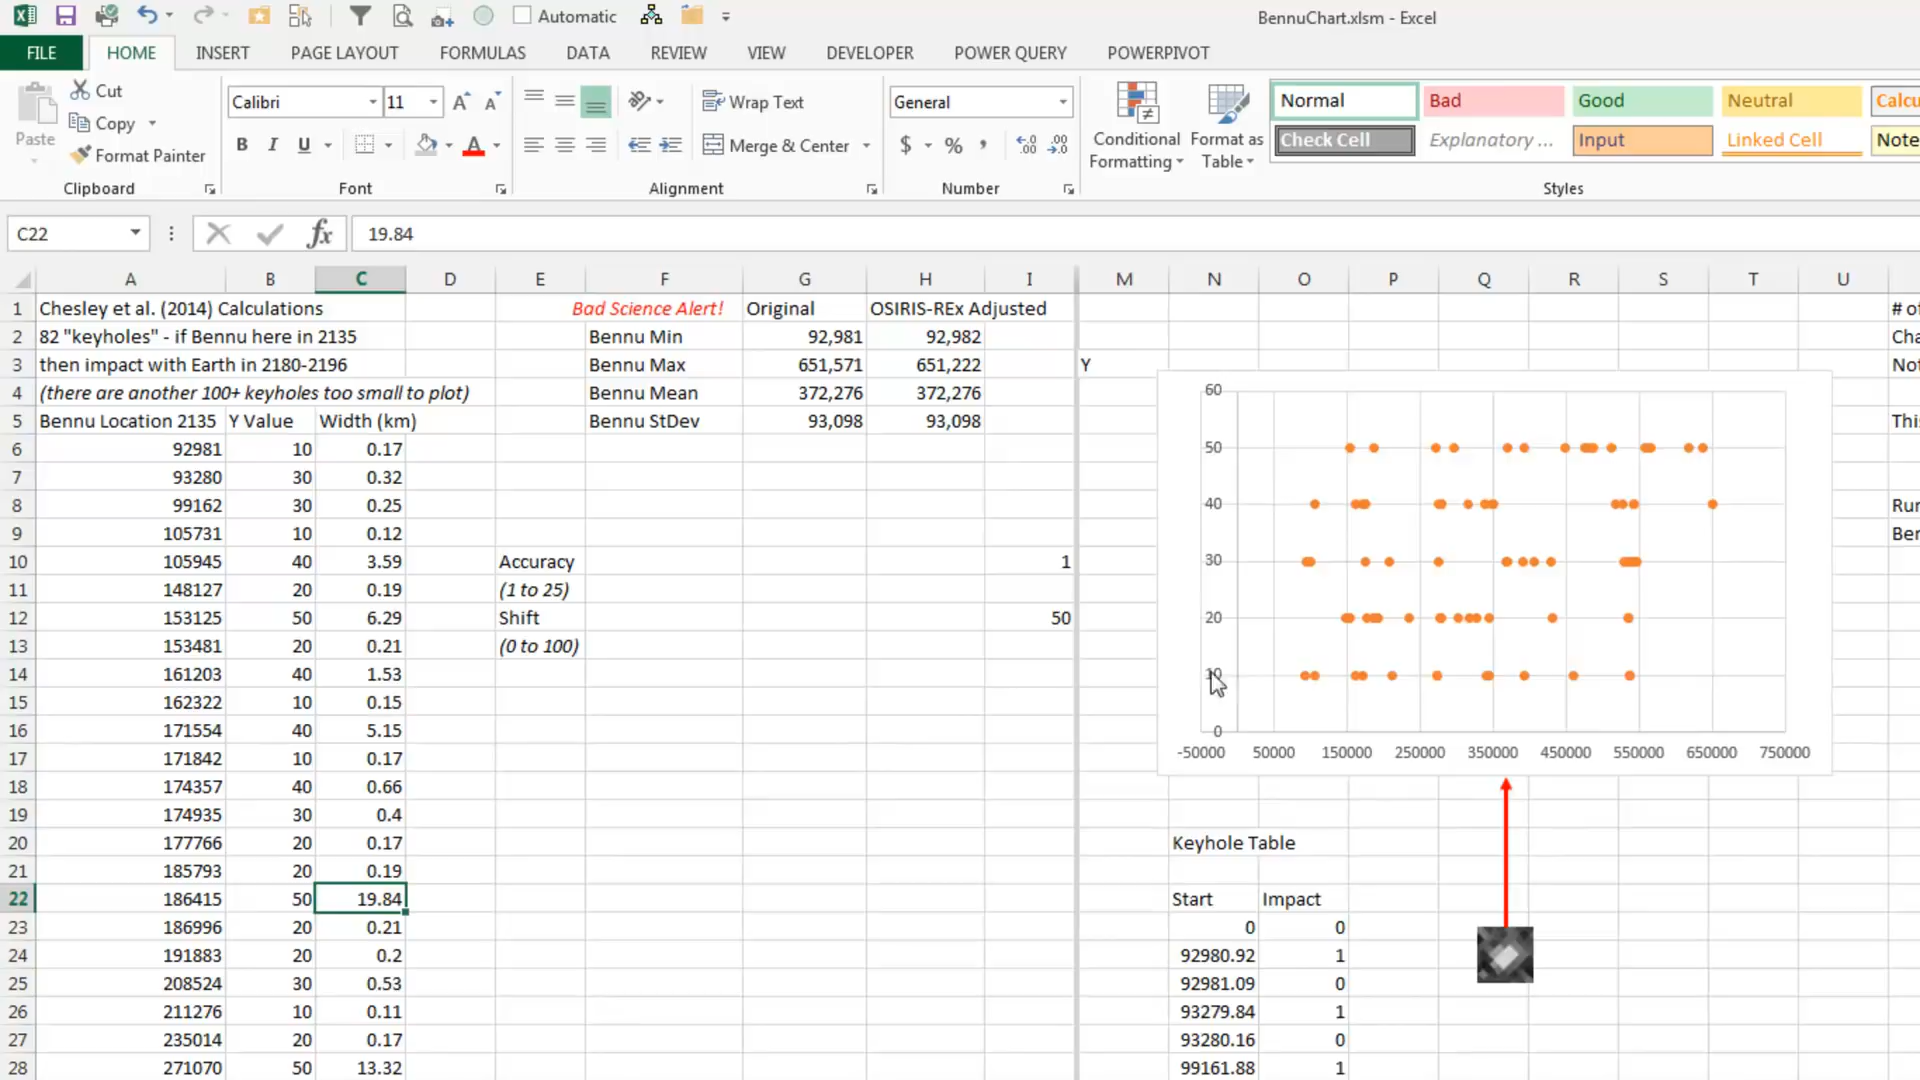 BennuChart.xlsm - Excel
Automatic
FILE HOME INSERT PAGE LAYOUT FORMULAS DATA REVIEW VIEW DEVELOPER POWER QUERY POWERPIVOT
Paste
Cut
Copy
Format Painter
Clipboard
Calibri 11
B I U A
Font
Wrap Text
Merge & Center
Alignment
General
$ % ,
Number
Conditional Formatting
Format as Table
Normal Bad Good Neutral
Check Cell Explanatory ... Input Linked Cell
Styles
C22 fx 19.84
A B C D E F G H I M N O P Q R S T U
1 Chesley et al. (2014) Calculations Bad Science Alert! Original OSIRIS-REx Adjusted # of
2 82 "keyholes" - if Bennu here in 2135 Bennu Min 92,981 92,982
3 then impact with Earth in 2180-2196 Bennu Max 651,571 651,222 Y
4 (there are another 100+ keyholes too small to plot) Bennu Mean 372,276 372,276
5 Bennu Location 2135 Y Value Width (km) Bennu StDev 93,098 93,098
6 92981 10 0.17
7 93280 30 0.32
8 99162 30 0.25
9 105731 10 0.12
10 105945 40 3.59 Accuracy 1
11 148127 20 0.19 (1 to 25)
12 153125 50 6.29 Shift 50
13 153481 20 0.21 (0 to 100)
14 161203 40 1.53
15 162322 10 0.15
16 171554 40 5.15
17 171842 10 0.17
18 174357 40 0.66
19 174935 30 0.4
20 177766 20 0.17 Keyhole Table
21 185793 20 0.19
22 186415 50 19.84 Start Impact
23 186996 20 0.21 0 0
24 191883 20 0.2 92980.92 1
25 208524 30 0.53 92981.09 0
26 211276 10 0.11 93279.84 1
27 235014 20 0.17 93280.16 0
28 271070 50 13.32 99161.88 1
60
50
40
30
20
10
0
-50000 50000 150000 250000 350000 450000 550000 650000 750000